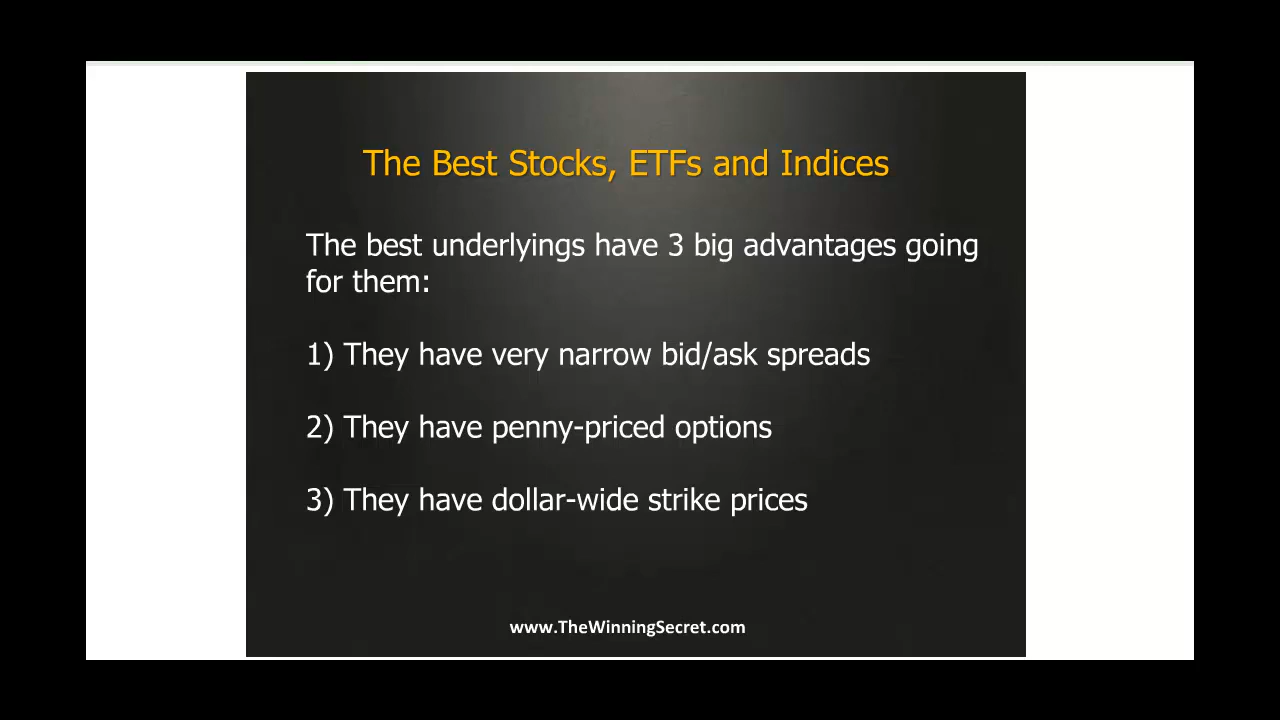 The Best Stocks, ETFs and Indices
The best underlyings have 3 big advantages going
for them:
1) They have very narrow bid/ask spreads
2) They have penny-priced options
3) They have dollar-wide strike prices
www.TheWinningSecret.com